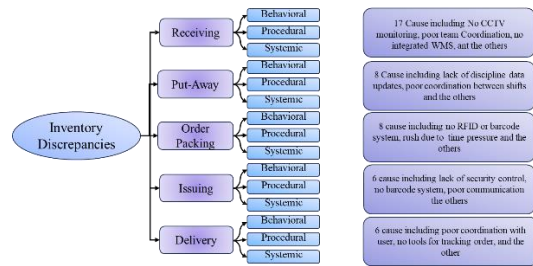 Inventory
Discrepancies
Receiving
Behavioral
Procedural
Systemic
17 Cause including No CCTV
monitoring, poor team Coordination, no
integrated WMS, ant the others
Put-Away
Behavioral
Procedural
Systemic
8 Cause including lack of discipline data
updates, poor coordination between shifts
and the others
Order
Packing
Behavioral
Procedural
Systemic
8 cause including no RFID or barcode
system, rush due to time pressure and the
others
Issuing
Behavioral
Procedural
Systemic
6 cause including lack of security control,
no barcode system, poor communication
the others
Delivery
Behavioral
Procedural
Systemic
6 cause including poor coordination with
user, no tools for tracking order, and the
other